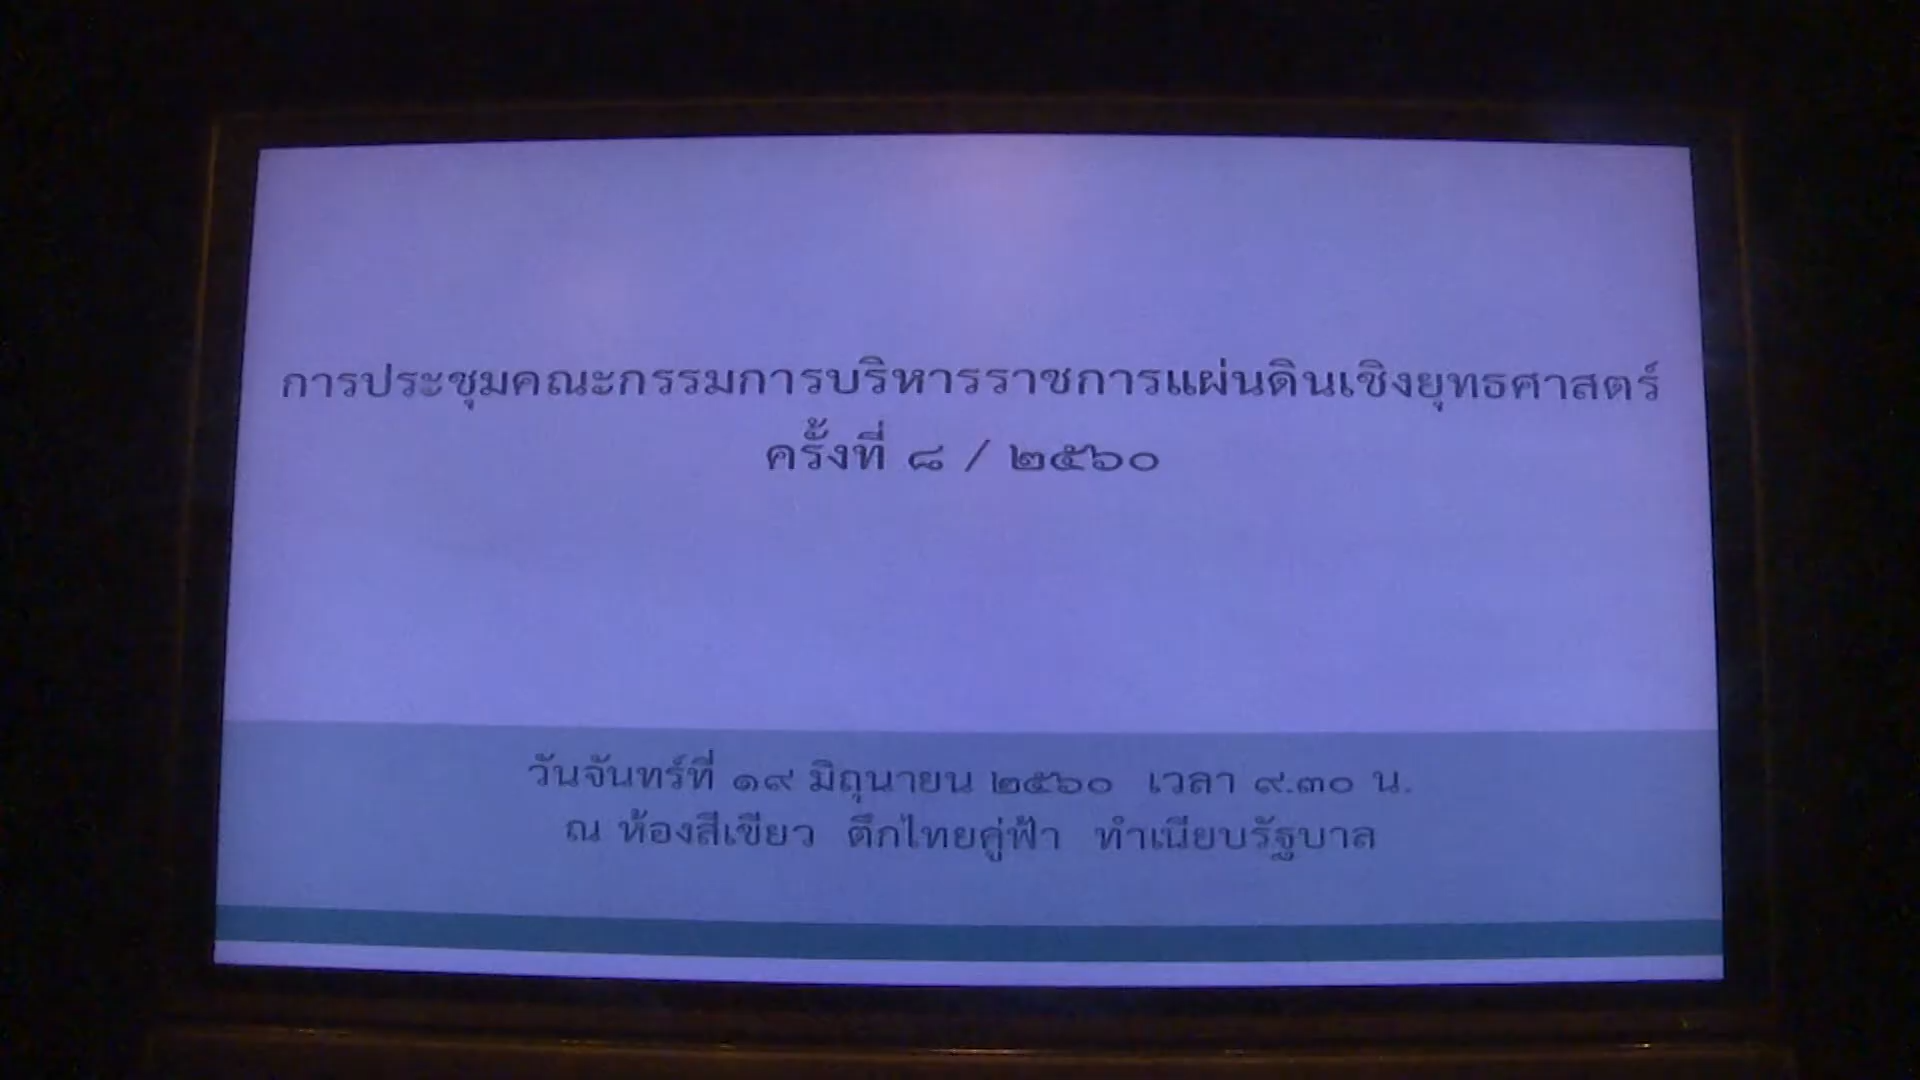 การประชุมคณะกรรมการบริหารราชการแผ่นดินเชิงยุทธศาสตร์
ครั้งที่ ๘ / ๒๕๖๐
วันจันทร์ที่ ๑๙ มิถุนายน ๒๕๖๐ เวลา ๙.๓๐ น.
ณ ห้องสีเขียว ตึกไทยคู่ฟ้า ทำเนียบรัฐบาล